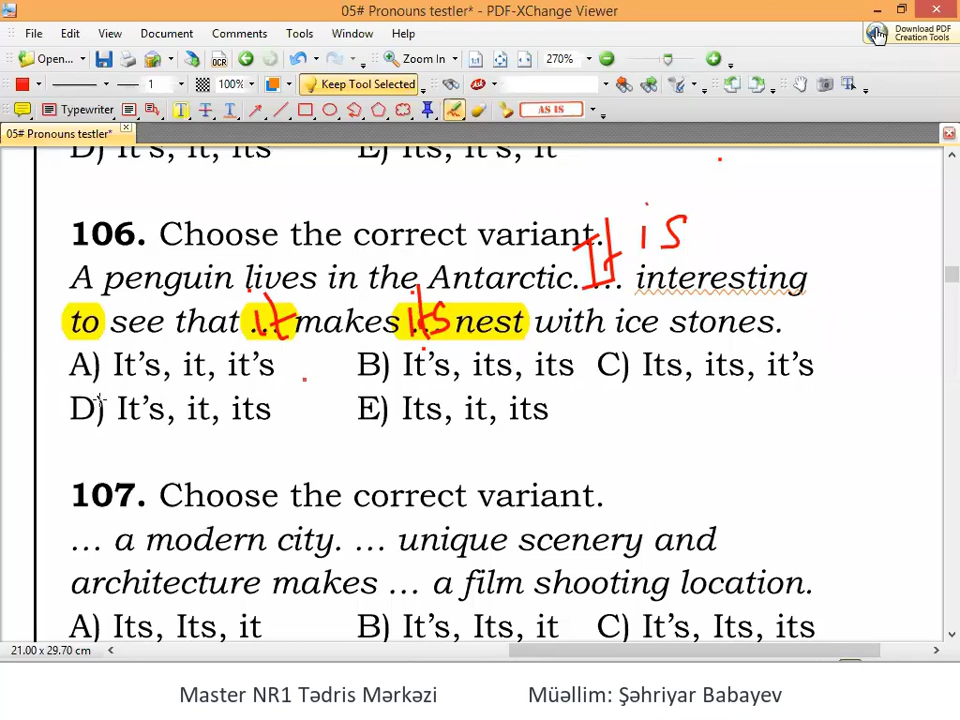 05# Pronouns testler* - PDF-XChange Viewer
File Edit View Document Comments Tools Window Help
Download PDF
Creation Tools
Open... OCR Zoom In 270%
1 100% Keep Tool Selected
Typewriter AS IS
05# Pronouns testler*
D) It's, it, its E) Its, it's, it
It is
106. Choose the correct variant.
A penguin lives in the Antarctic. … interesting
to see that … makes … nest with ice stones.
it its
A) It's, it, it's B) It's, its, its C) Its, its, it's
D) It's, it, its E) Its, it, its
107. Choose the correct variant.
… a modern city. … unique scenery and
architecture makes … a film shooting location.
A) Its, Its, it B) It's, Its, it C) It's, Its, its
21.00 x 29.70 cm
Master NR1 Tədris Mərkəzi Müəllim: Şəhriyar Babayev